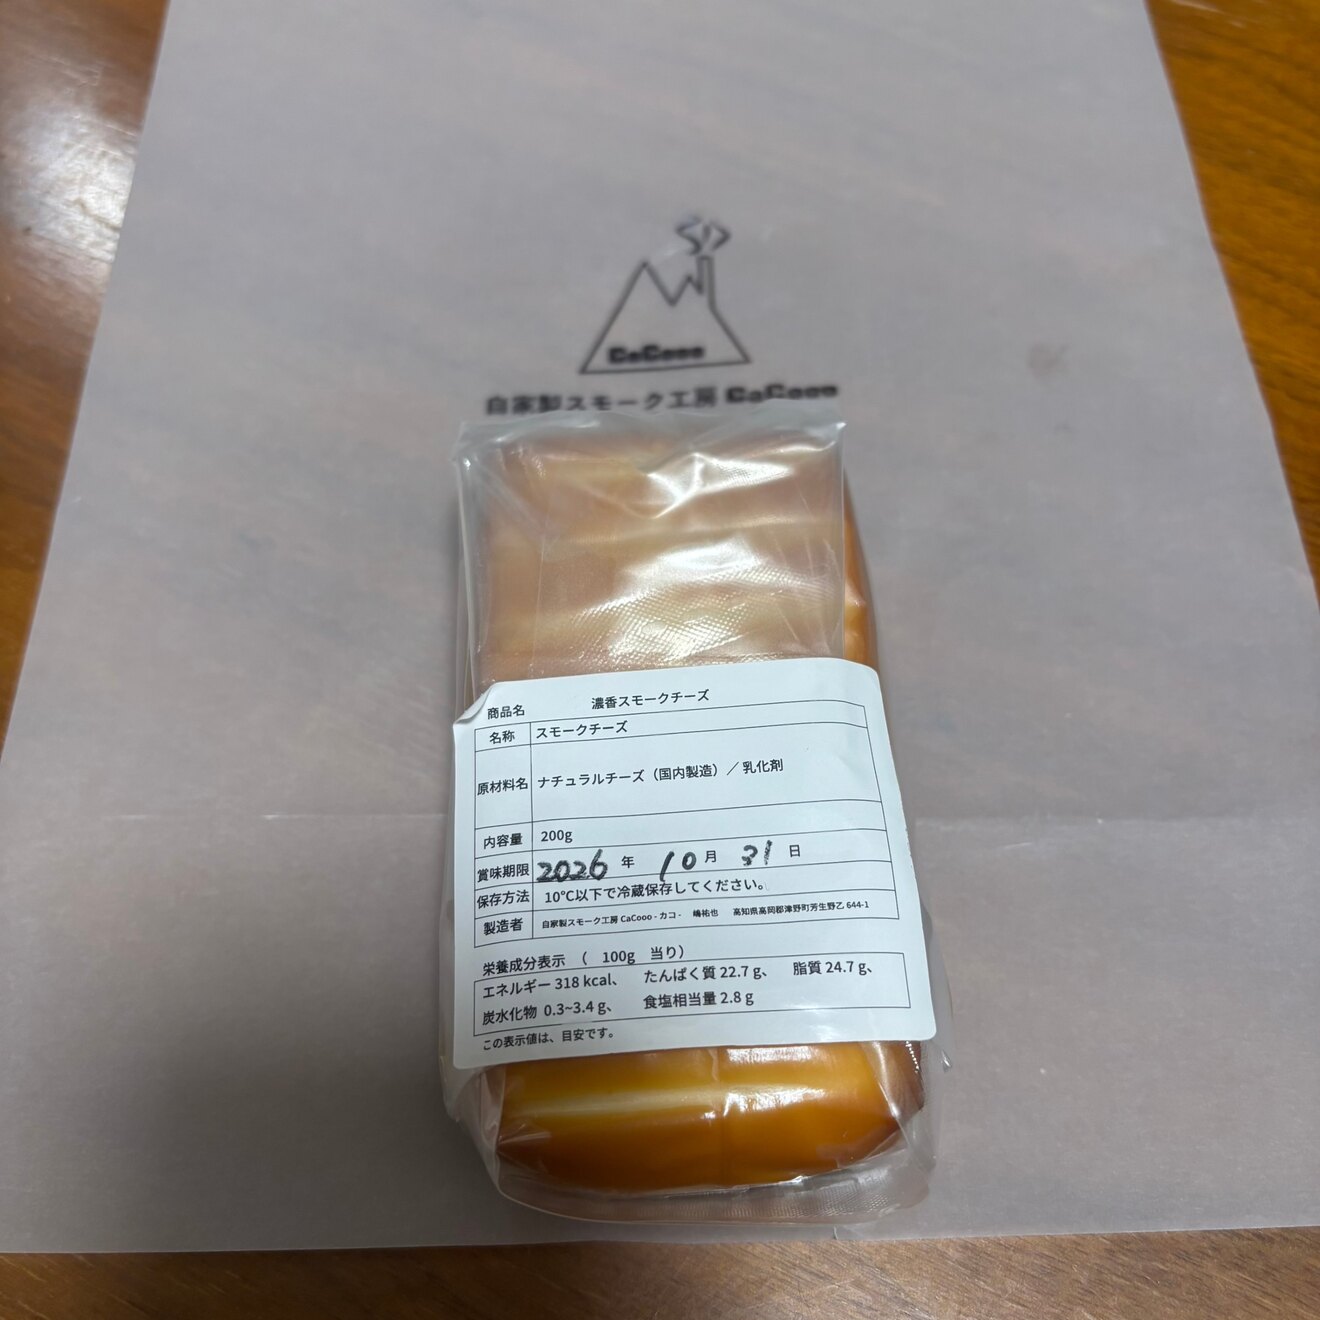 CaCooo
自家製スモーク工房 CaCooo
商品名 濃香スモークチーズ
名称 スモークチーズ
原材料名 ナチュラルチーズ（国内製造）／乳化剤
内容量 200g
賞味期限 2026 年 10 月 31 日
保存方法 10℃以下で冷蔵保存してください。
製造者 自家製スモーク工房 CaCooo - カコ - 嶋祐也 高知県高岡郡津野町芳生野乙 644-1
栄養成分表示 （ 100g 当り）
エネルギー 318 kcal、 たんぱく質 22.7 g、 脂質 24.7 g、
炭水化物 0.3~3.4 g、 食塩相当量 2.8 g
この表示値は、目安です。